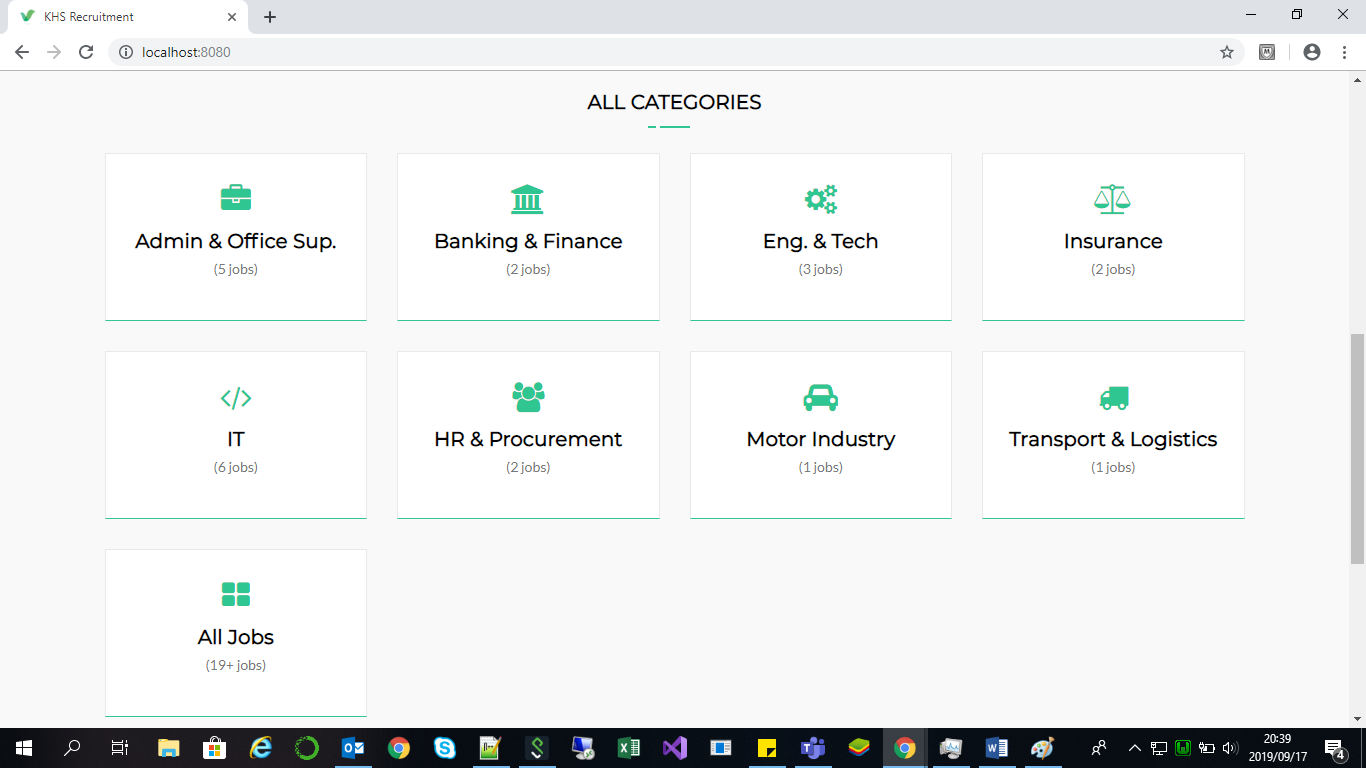 KHS Recruitment
localhost:8080
ALL CATEGORIES
Admin & Office Sup.
(5 jobs)
Banking & Finance
(2 jobs)
Eng. & Tech
(3 jobs)
Insurance
(2 jobs)
IT
(6 jobs)
HR & Procurement
(2 jobs)
Motor Industry
(1 jobs)
Transport & Logistics
(1 jobs)
All Jobs
(19+ jobs)
20:39
2019/09/17
4